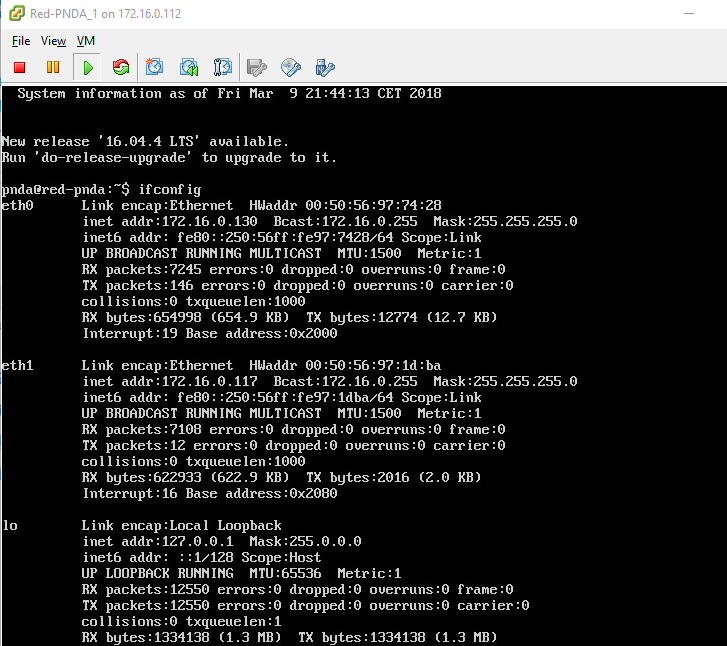 Red-PNDA_1 on 172.16.0.112
File View VM
System information as of Fri Mar  9 21:44:13 CET 2018
New release '16.04.4 LTS' available.
Run 'do-release-upgrade' to upgrade to it.
pnda@red-pnda:~$ ifconfig
eth0      Link encap:Ethernet  HWaddr 00:50:56:97:74:28
          inet addr:172.16.0.130  Bcast:172.16.0.255  Mask:255.255.255.0
          inet6 addr: fe80::250:56ff:fe97:7428/64 Scope:Link
          UP BROADCAST RUNNING MULTICAST  MTU:1500  Metric:1
          RX packets:7245 errors:0 dropped:0 overruns:0 frame:0
          TX packets:146 errors:0 dropped:0 overruns:0 carrier:0
          collisions:0 txqueuelen:1000
          RX bytes:654998 (654.9 KB)  TX bytes:12774 (12.7 KB)
          Interrupt:19 Base address:0x2000
eth1      Link encap:Ethernet  HWaddr 00:50:56:97:1d:ba
          inet addr:172.16.0.117  Bcast:172.16.0.255  Mask:255.255.255.0
          inet6 addr: fe80::250:56ff:fe97:1dba/64 Scope:Link
          UP BROADCAST RUNNING MULTICAST  MTU:1500  Metric:1
          RX packets:7108 errors:0 dropped:0 overruns:0 frame:0
          TX packets:12 errors:0 dropped:0 overruns:0 carrier:0
          collisions:0 txqueuelen:1000
          RX bytes:622933 (622.9 KB)  TX bytes:2016 (2.0 KB)
          Interrupt:16 Base address:0x2080
lo        Link encap:Local Loopback
          inet addr:127.0.0.1  Mask:255.0.0.0
          inet6 addr: ::1/128 Scope:Host
          UP LOOPBACK RUNNING  MTU:65536  Metric:1
          RX packets:12550 errors:0 dropped:0 overruns:0 frame:0
          TX packets:12550 errors:0 dropped:0 overruns:0 carrier:0
          collisions:0 txqueuelen:1
          RX bytes:1334138 (1.3 MB)  TX bytes:1334138 (1.3 MB)